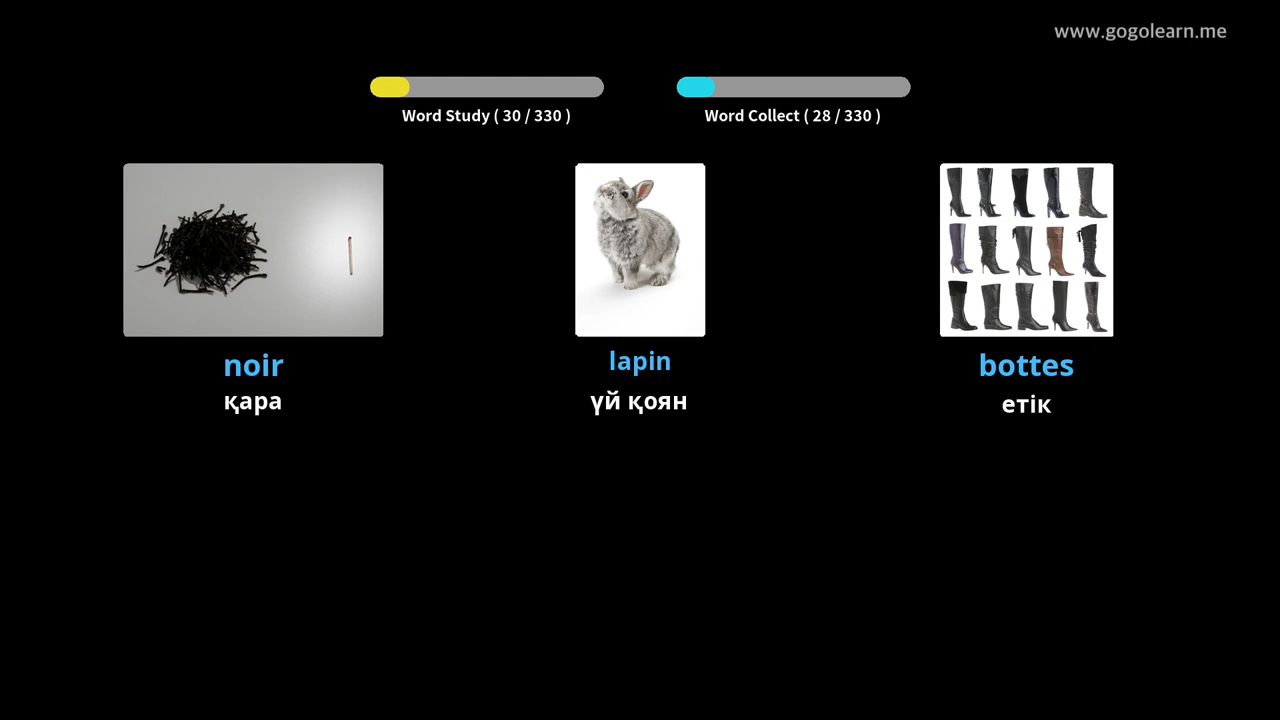 www.gogolearn.me
Word Study ( 30 / 330 )
Word Collect ( 28 / 330 )
noir
lapin
bottes
қара
үй қоян
етік